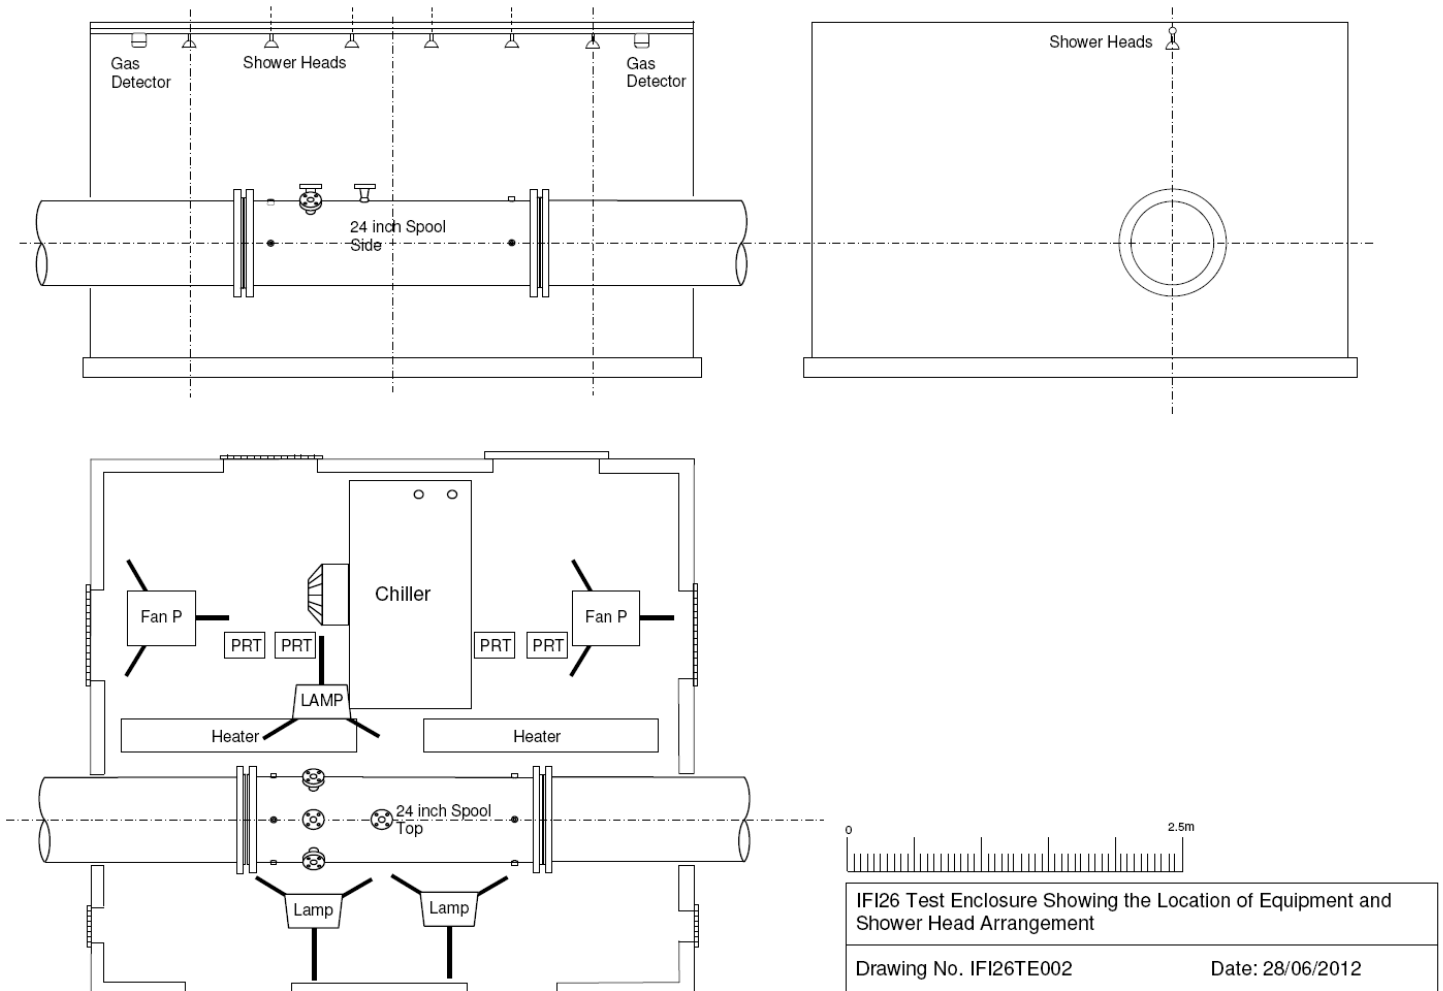 Gas
Detector
Shower Heads
Gas
Detector
Shower Heads
24 inch Spool
Side
Chiller
Fan P
Fan P
PRT
PRT
PRT
PRT
LAMP
Heater
Heater
24 inch Spool
Top
Lamp
Lamp
0
2.5m
IFI26 Test Enclosure Showing the Location of Equipment and
Shower Head Arrangement
Drawing No. IFI26TE002
Date: 28/06/2012